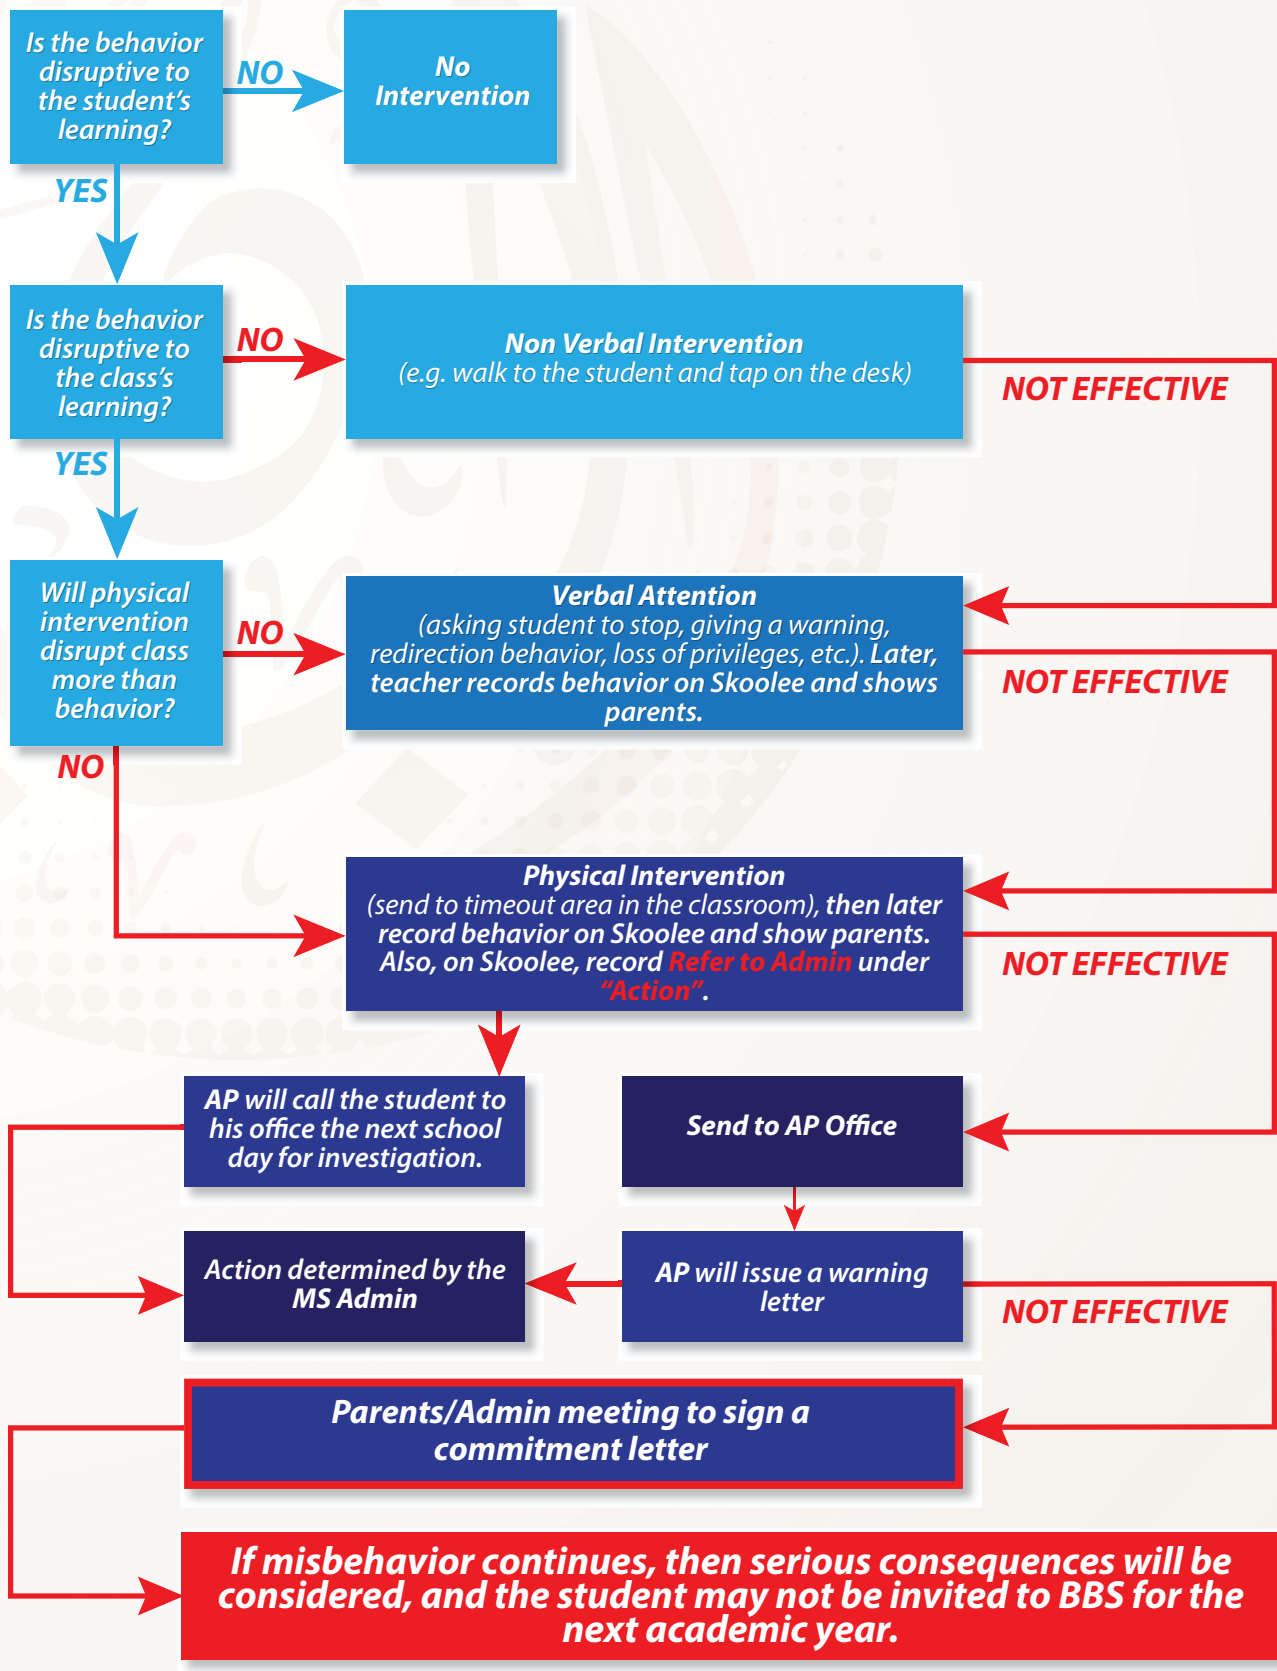 Is the behavior
disruptive to
the student's
learning?
NO
No
Intervention
YES
Is the behavior
disruptive to
the class's
learning?
NO
Non Verbal Intervention
(e.g. walk to the student and tap on the desk)
NOT EFFECTIVE
YES
Will physical
intervention
disrupt class
more than
behavior?
NO
Verbal Attention
(asking student to stop, giving a warning,
redirection behavior, loss of privileges, etc.). Later,
teacher records behavior on Skoolee and shows
parents.
NOT EFFECTIVE
NO
Physical Intervention
(send to timeout area in the classroom), then later
record behavior on Skoolee and show parents.
Also, on Skoolee, record Refer to Admin under
"Action".
NOT EFFECTIVE
AP will call the student to
his office the next school
day for investigation.
Send to AP Office
Action determined by the
MS Admin
AP will issue a warning
letter
NOT EFFECTIVE
Parents/Admin meeting to sign a
commitment letter
If misbehavior continues, then serious consequences will be
considered, and the student may not be invited to BBS for the
next academic year.